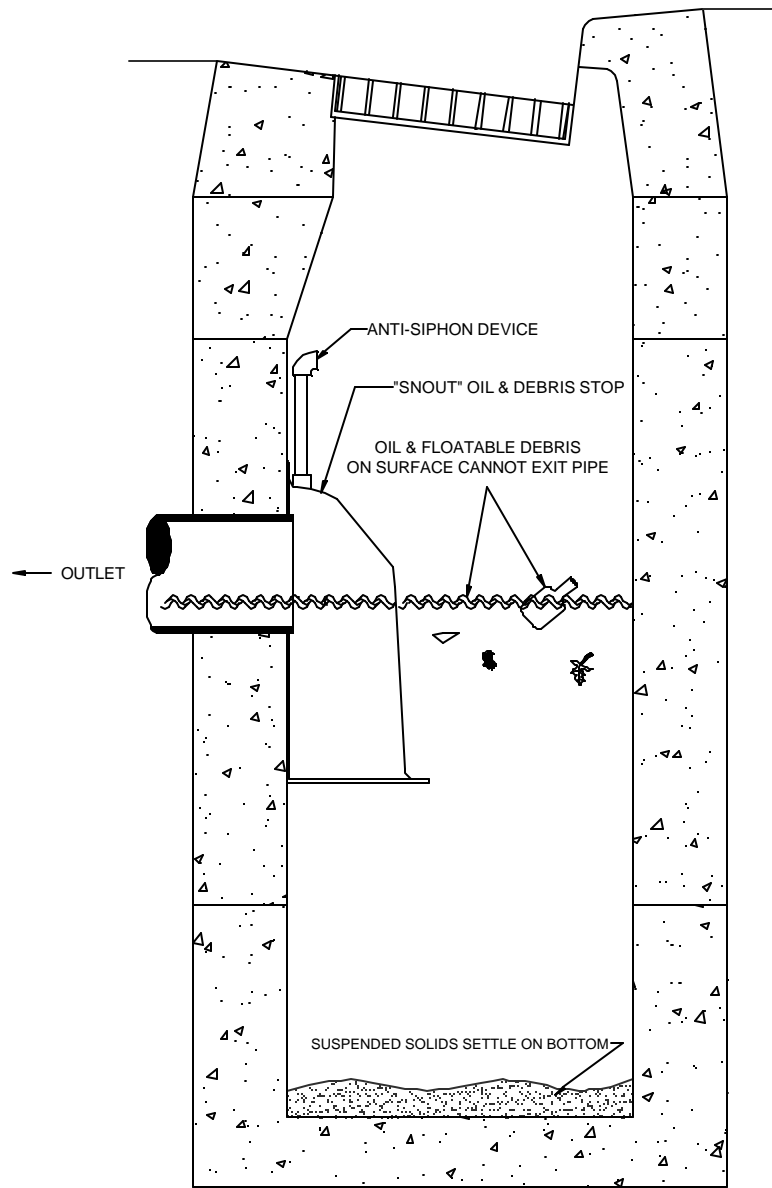 ANTI-SIPHON DEVICE
"SNOUT" OIL & DEBRIS STOP
OIL & FLOATABLE DEBRIS
ON SURFACE CANNOT EXIT PIPE
OUTLET
SUSPENDED SOLIDS SETTLE ON BOTTOM